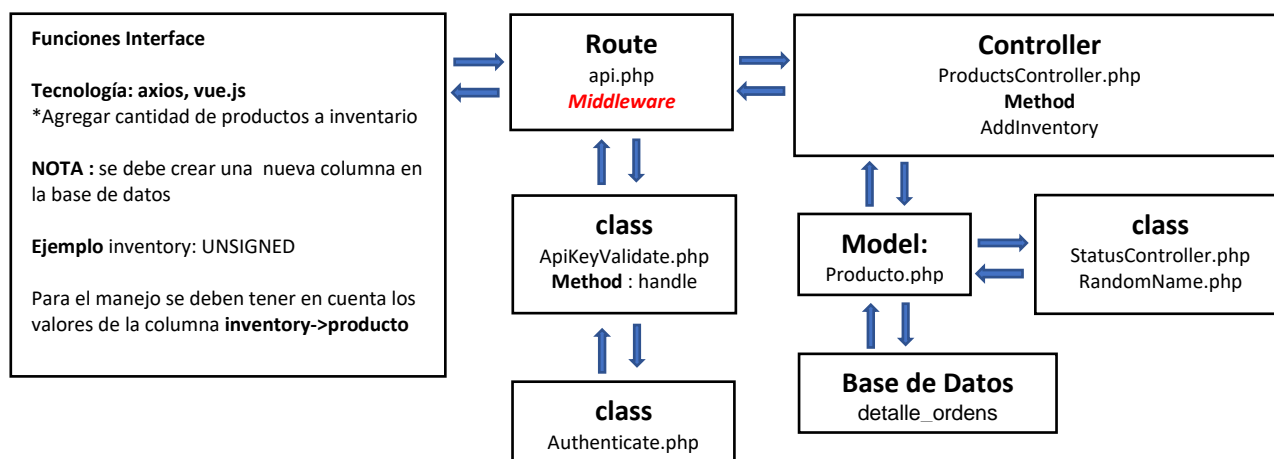 Funciones Interface
Tecnología: axios, vue.js
*Agregar cantidad de productos a inventario
NOTA : se debe crear una nueva columna en
la base de datos
Ejemplo inventory: UNSIGNED
Para el manejo se deben tener en cuenta los
valores de la columna inventory->producto
Route
api.php
Middleware
class
ApiKeyValidate.php
Method : handle
class
Authenticate.php
Controller
ProductsController.php
Method
AddInventory
Model:
Producto.php
class
StatusController.php
RandomName.php
Base de Datos
detalle_ordens